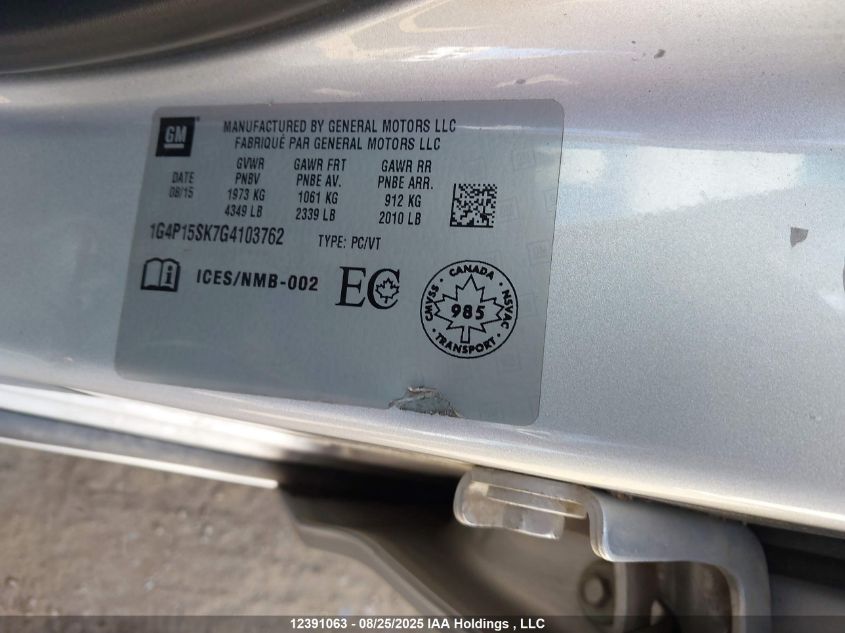 GM
MANUFACTURED BY GENERAL MOTORS LLC
FABRIQUÉ PAR GENERAL MOTORS LLC
DATE
08/15
GVWR
PNBV
1973 KG
4349 LB
GAWR FRT
PNBE AV.
1061 KG
2339 LB
GAWR RR
PNBE ARR.
912 KG
2010 LB
1G4P15SK7G4103762 TYPE: PC/VT
ICES/NMB-002
EC
CANADA
CMVSS 985 NSVAC
TRANSPORT
12391063 - 08/25/2025 IAA Holdings , LLC